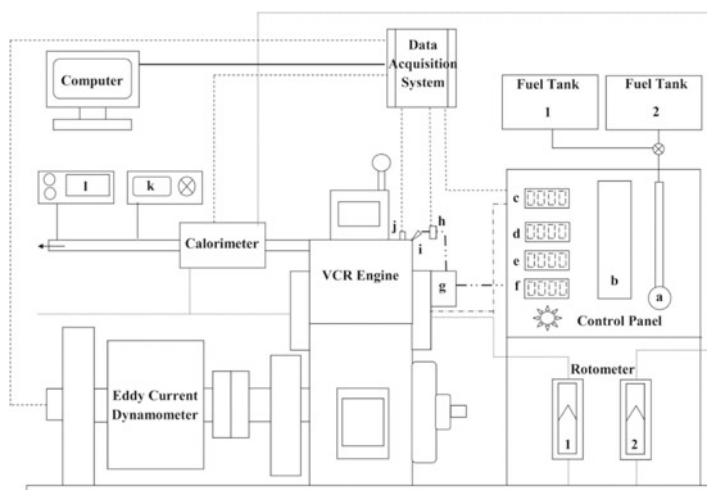 Data
Acquisition
System
Computer
Fuel Tank
1
Fuel Tank
2
l
k
c
d
e
f
b
a
j
h
i
g
Calorimeter
VCR Engine
Control Panel
Eddy Current
Dynamometer
Rotometer
1
2